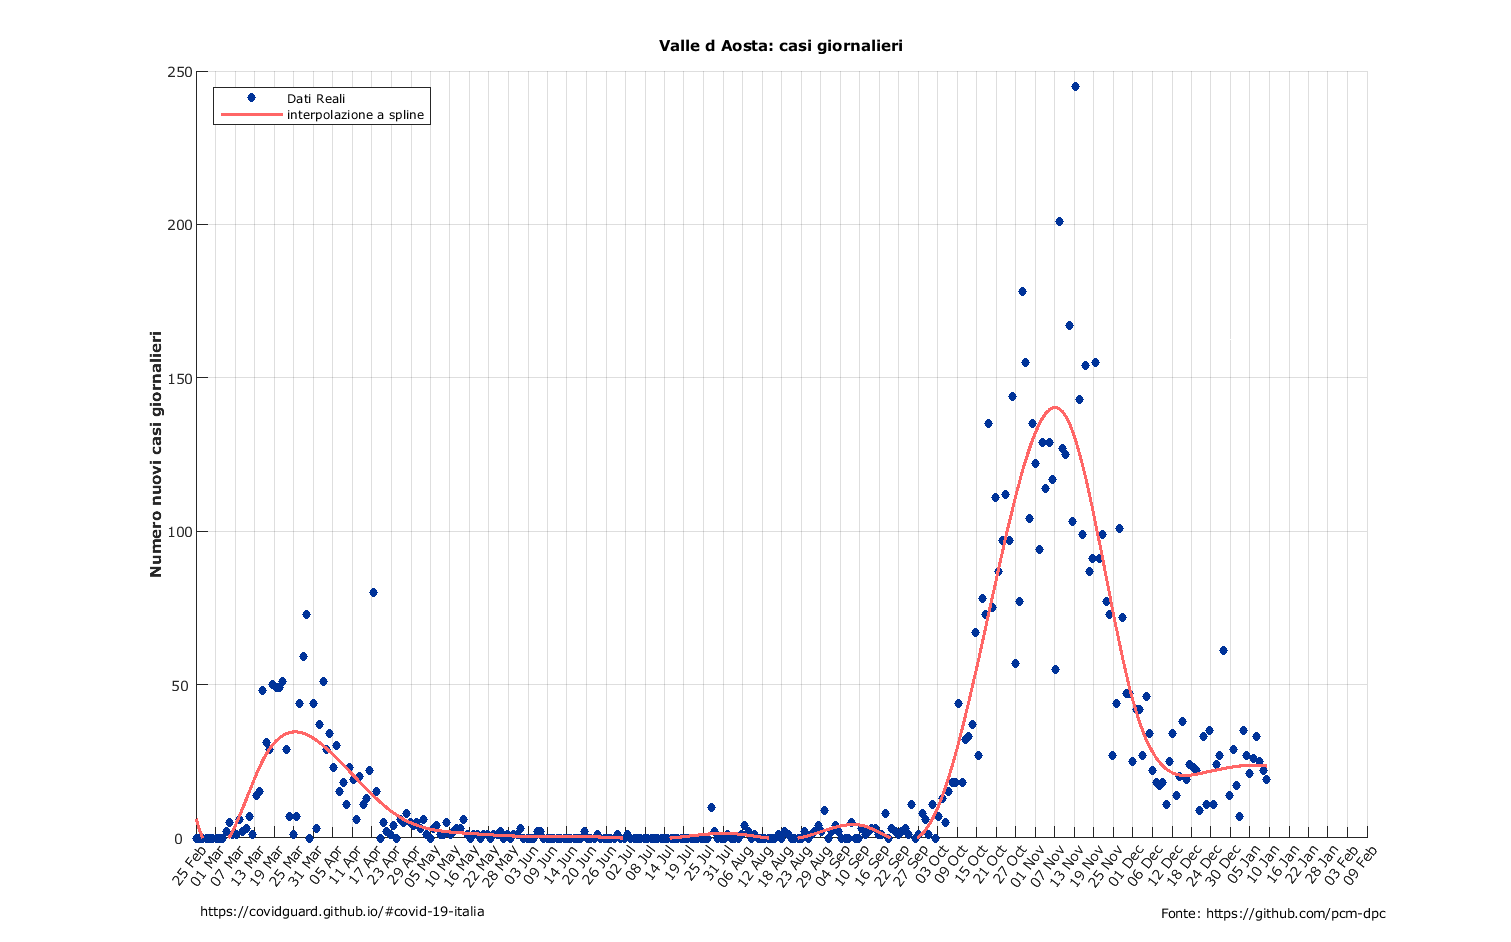 Valle d Aosta: casi giornalieri
Dati Reali
interpolazione a spline
Numero nuovi casi giornalieri
250
200
150
100
50
0
25 Feb
01 Mar
07 Mar
13 Mar
19 Mar
25 Mar
31 Mar
05 Apr
11 Apr
17 Apr
23 Apr
29 Apr
05 May
10 May
16 May
22 May
28 May
03 Jun
09 Jun
14 Jun
20 Jun
26 Jun
02 Jul
08 Jul
14 Jul
19 Jul
25 Jul
31 Jul
06 Aug
12 Aug
18 Aug
23 Aug
29 Aug
04 Sep
10 Sep
16 Sep
22 Sep
27 Sep
03 Oct
09 Oct
15 Oct
21 Oct
27 Oct
01 Nov
07 Nov
13 Nov
19 Nov
25 Nov
01 Dec
06 Dec
12 Dec
18 Dec
24 Dec
30 Dec
05 Jan
10 Jan
16 Jan
22 Jan
28 Jan
03 Feb
09 Feb
https://covidguard.github.io/#covid-19-italia
Fonte: https://github.com/pcm-dpc